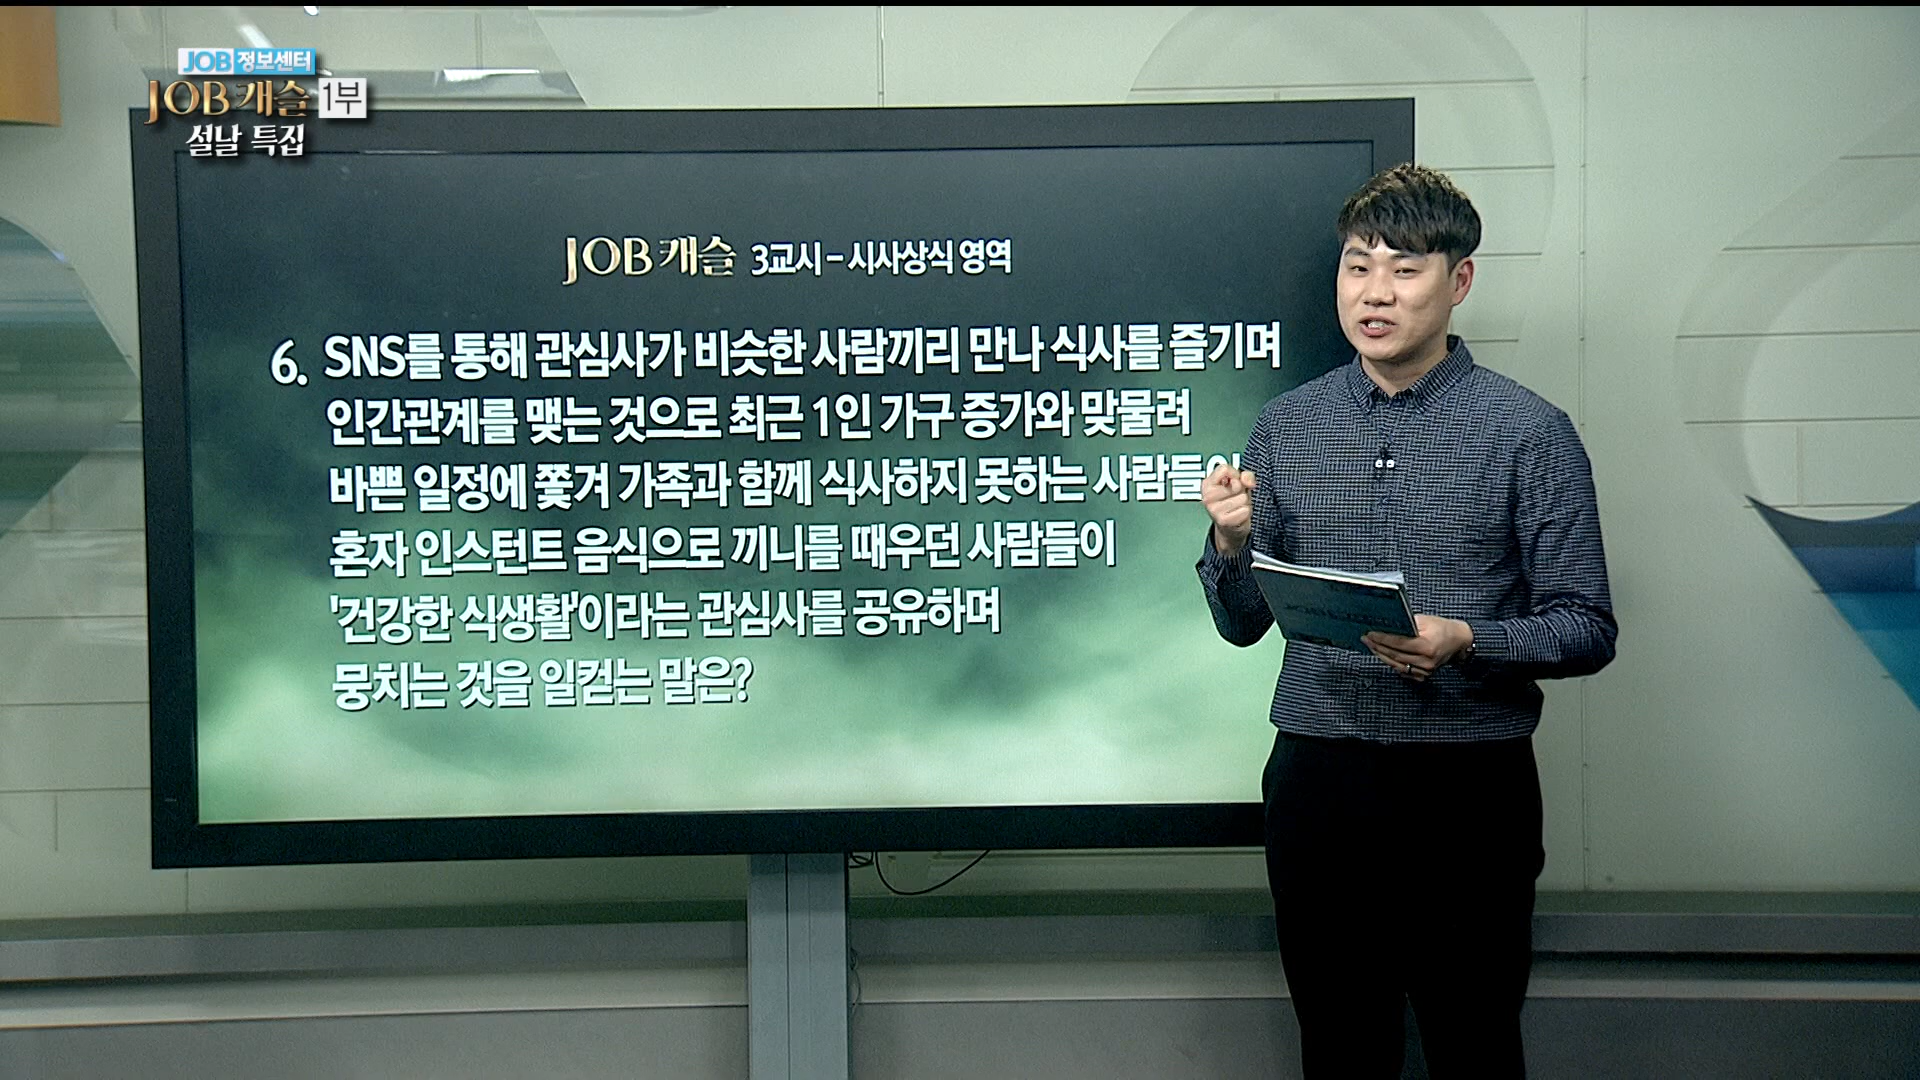 JOB 정보센터
JOB 캐슬 1부
설날 특집
JOB 캐슬 3교시 - 시사상식 영역
6. SNS를 통해 관심사가 비슷한 사람끼리 만나 식사를 즐기며
인간관계를 맺는 것으로 최근 1인 가구 증가와 맞물려
바쁜 일정에 쫓겨 가족과 함께 식사하지 못하는 사람들이
혼자 인스턴트 음식으로 끼니를 때우던 사람들이
'건강한 식생활'이라는 관심사를 공유하며
뭉치는 것을 일컫는 말은?